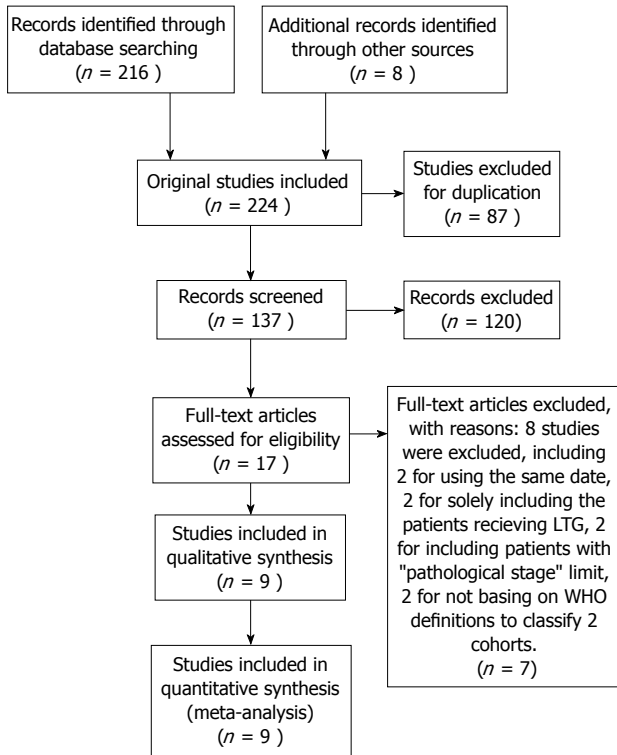 Records identified through
database searching
(n = 216 )
Additional records identified
through other sources
(n = 8 )
Original studies included
(n = 224 )
Studies excluded
for duplication
(n = 87 )
Records screened
(n = 137 )
Records excluded
(n = 120)
Full-text articles
assessed for eligibility
(n = 17 )
Full-text articles excluded,
with reasons: 8 studies
were excluded, including
2 for using the same date,
2 for solely including the
patients recieving LTG, 2
for including patients with
"pathological stage" limit,
2 for not basing on WHO
definitions to classify 2
cohorts.
(n = 7)
Studies included in
qualitative synthesis
(n = 9 )
Studies included in
quantitative synthesis
(meta-analysis)
(n = 9 )